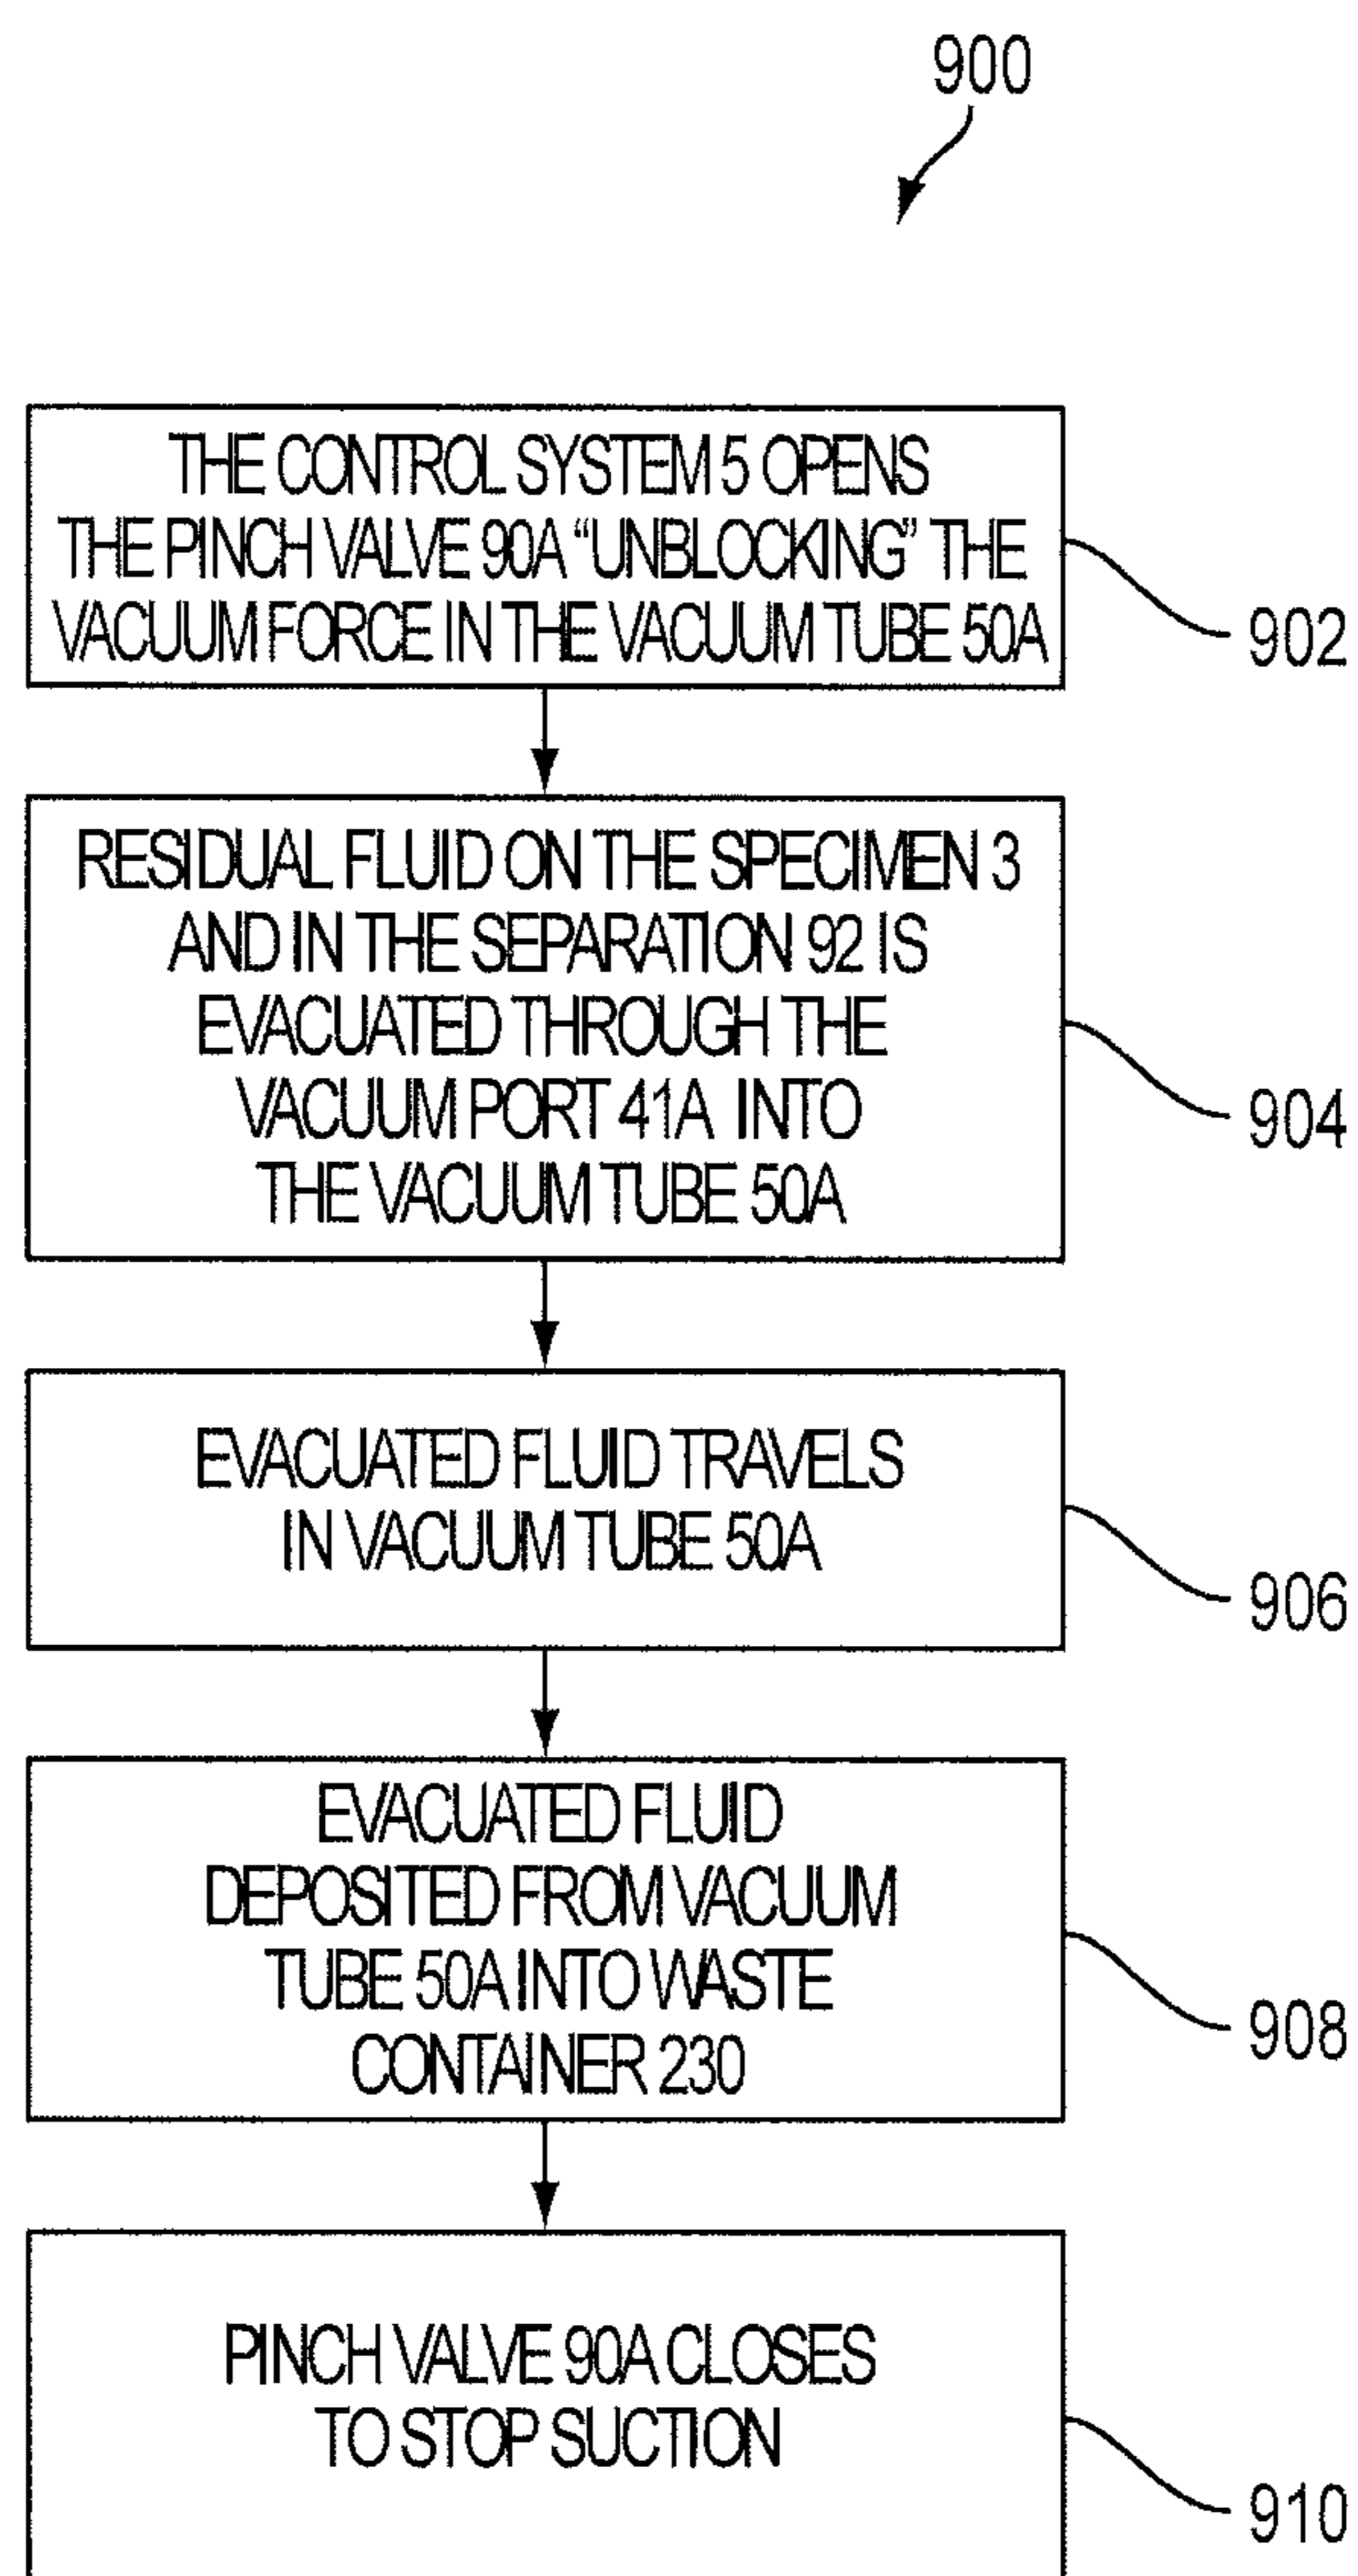 900
THE CONTROL SYSTEM 5 OPENS
THE PINCH VALVE 90A “UNBLOCKING” THE
VACUUM FORCE IN THE VACUUM TUBE 50A
902
RESIDUAL FLUID ON THE SPECIMEN 3
AND IN THE SEPARATION 92 IS
EVACUATED THROUGH THE
VACUUM PORT 41A INTO
THE VACUUM TUBE 50A
904
EVACUATED FLUID TRAVELS
IN VACUUM TUBE 50A
906
EVACUATED FLUID
DEPOSITED FROM VACUUM
TUBE 50A INTO WASTE
CONTAINER 230
908
PINCH VALVE 90A CLOSES
TO STOP SUCTION
910